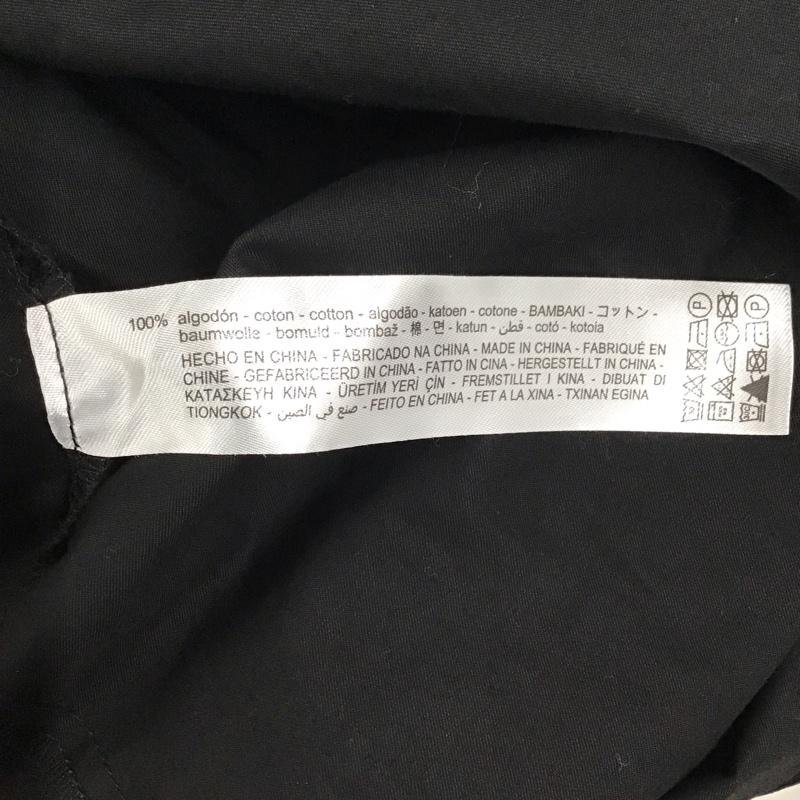 100% algodón - coton - cotton - algodão - katoen - cotone - BAMBAKI - コットン -
baumwolle - bomuld - bombaž - 棉 - 면 - katun - قطن - cotó - kotoia
HECHO EN CHINA - FABRICADO NA CHINA - MADE IN CHINA - FABRIQUÉ EN
CHINE - GEFABRICEERD IN CHINA - FATTO IN CINA - HERGESTELLT IN CHINA -
ΚΑΤΑΣΚΕΥΗ ΚΙΝΑ - ÜRETİM YERİ ÇİN - FREMSTILLET I KINA - DIBUAT DI
TIONGKOK - صنع في الصين - FEITO EN CHINA - FET A LA XINA - TXINAN EGINA
P P